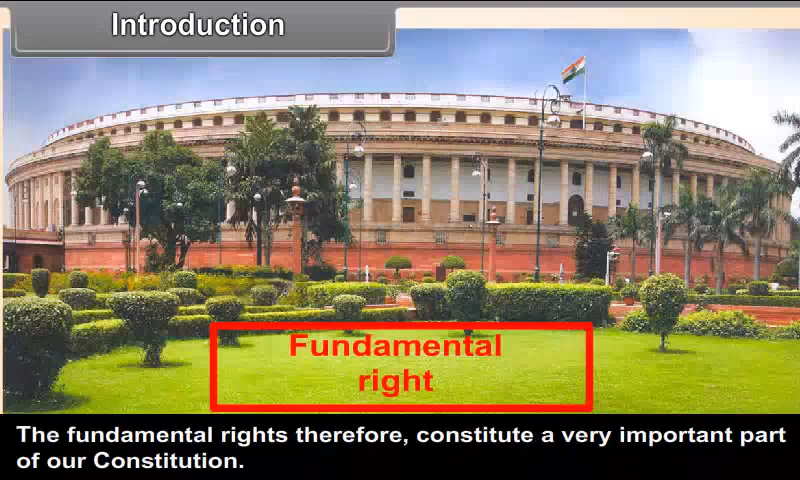 Introduction
Fundamental
right
The fundamental rights therefore, constitute a very important part
of our Constitution.